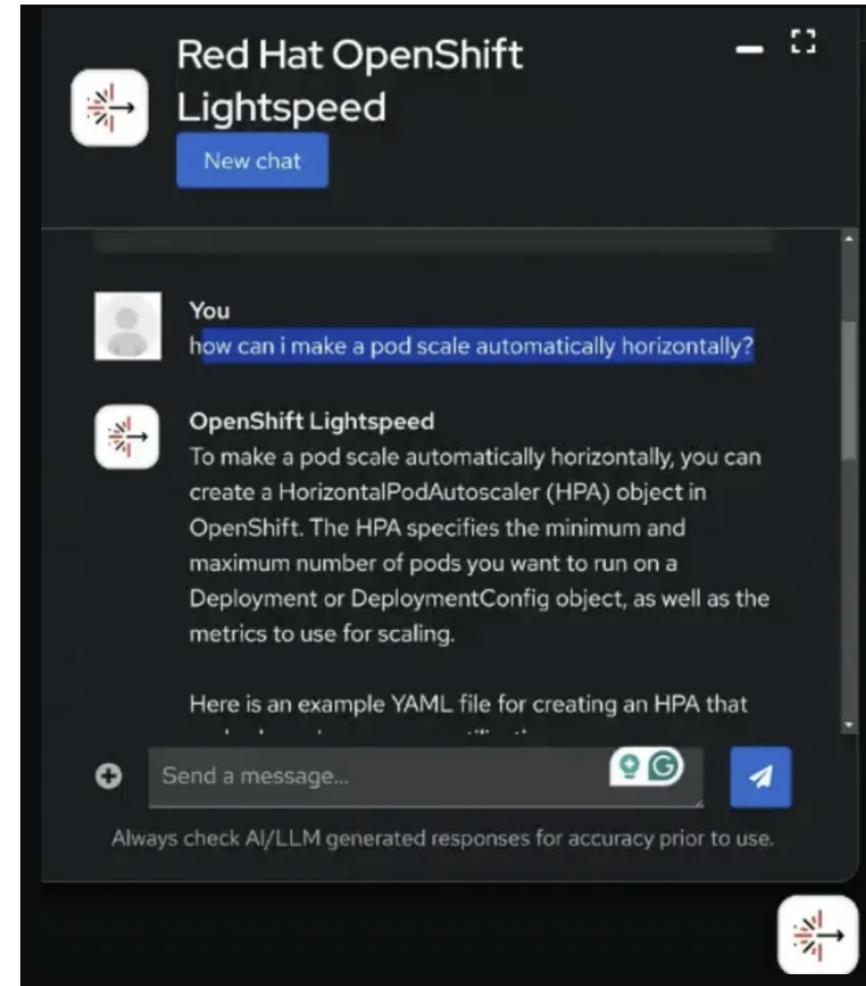 Red Hat OpenShift
Lightspeed
New chat
You
how can i make a pod scale automatically horizontally?
OpenShift Lightspeed
To make a pod scale automatically horizontally, you can
create a HorizontalPodAutoscaler (HPA) object in
OpenShift. The HPA specifies the minimum and
maximum number of pods you want to run on a
Deployment or DeploymentConfig object, as well as the
metrics to use for scaling.
Here is an example YAML file for creating an HPA that
Send a message...
Always check AI/LLM generated responses for accuracy prior to use.